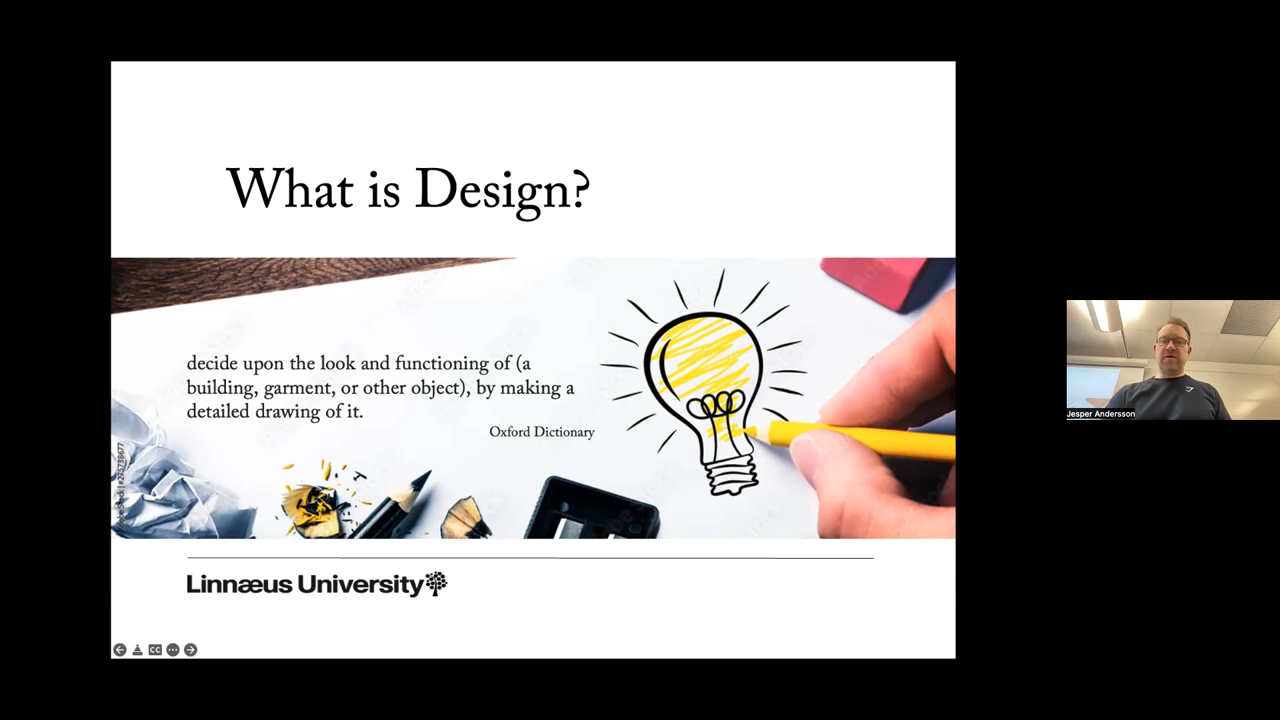 What is Design?
decide upon the look and functioning of (a
building, garment, or other object), by making a
detailed drawing of it.
Oxford Dictionary
Linnæus University
CC
Jesper Andersson